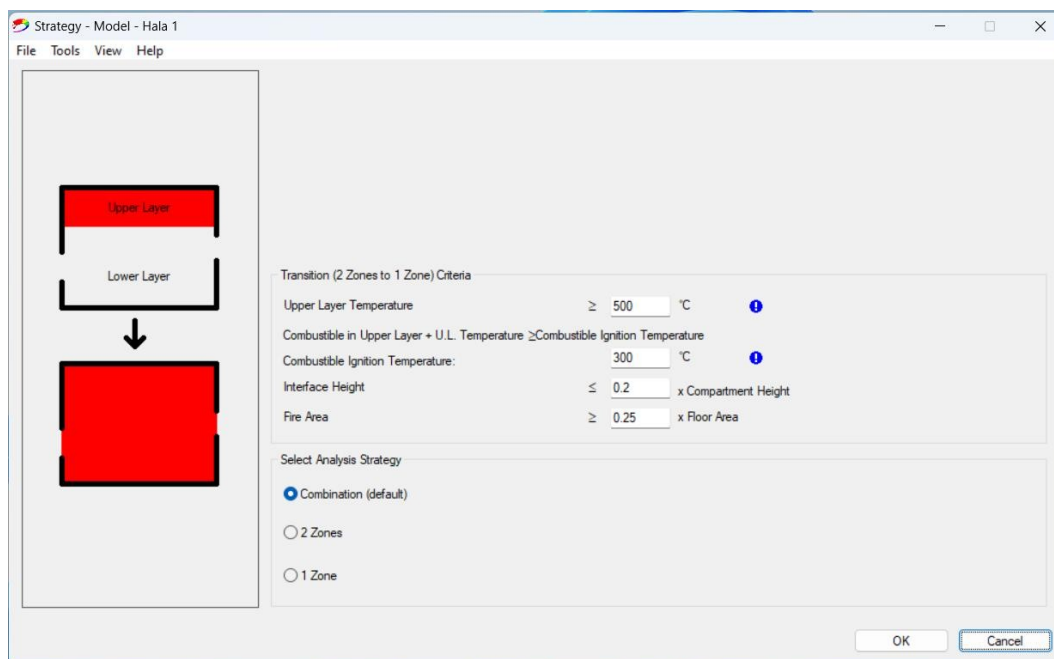 Strategy - Model - Hala 1
File Tools View Help
Upper Layer
Lower Layer
Transition (2 Zones to 1 Zone) Criteria
Upper Layer Temperature ≥ 500 °C
Combustible in Upper Layer + U.L. Temperature ≥Combustible Ignition Temperature
Combustible Ignition Temperature: 300 °C
Interface Height ≤ 0.2 x Compartment Height
Fire Area ≥ 0.25 x Floor Area
Select Analysis Strategy
Combination (default)
2 Zones
1 Zone
OK Cancel